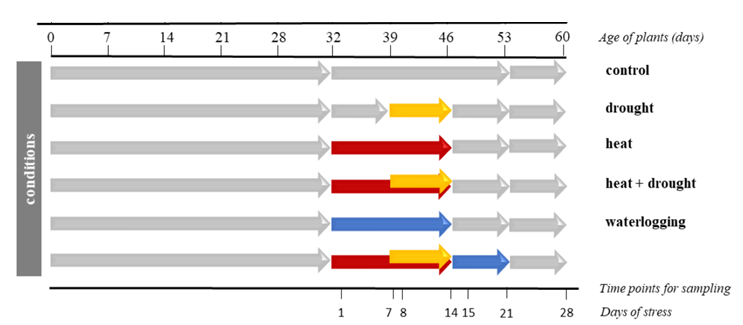 0 7 14 21 28 32 39 46 53 60 Age of plants (days)
control
drought
heat
heat + drought
waterlogging
conditions
Time points for sampling
1 7 8 14 15 21 28 Days of stress